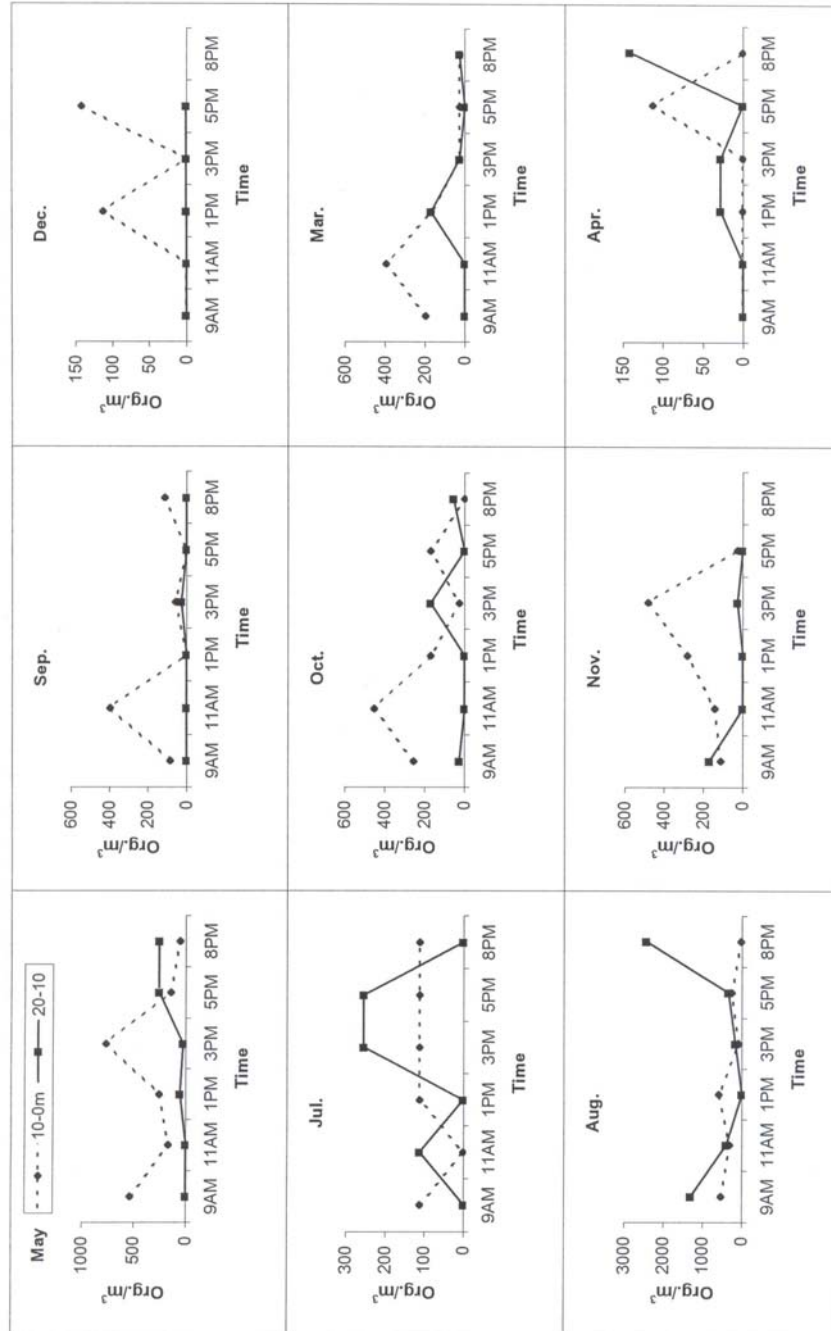 May
10-0m
20-10
Org./m³
1000
500
0
9AM 11AM 1PM 3PM 5PM 8PM
Time
Sep.
Org./m³
600
400
200
0
9AM 11AM 1PM 3PM 5PM 8PM
Time
Dec.
Org./m³
150
100
50
0
9AM 11AM 1PM 3PM 5PM 8PM
Time
Jul.
Org./m³
300
200
100
0
9AM 11AM 1PM 3PM 5PM 8PM
Time
Oct.
Org./m³
600
400
200
0
9AM 11AM 1PM 3PM 5PM 8PM
Time
Mar.
Org./m³
600
400
200
0
9AM 11AM 1PM 3PM 5PM 8PM
Time
Aug.
Org./m³
3000
2000
1000
0
9AM 11AM 1PM 3PM 5PM 8PM
Time
Nov.
Org./m³
600
400
200
0
9AM 11AM 1PM 3PM 5PM 8PM
Time
Apr.
Org./m³
150
100
50
0
9AM 11AM 1PM 3PM 5PM 8PM
Time